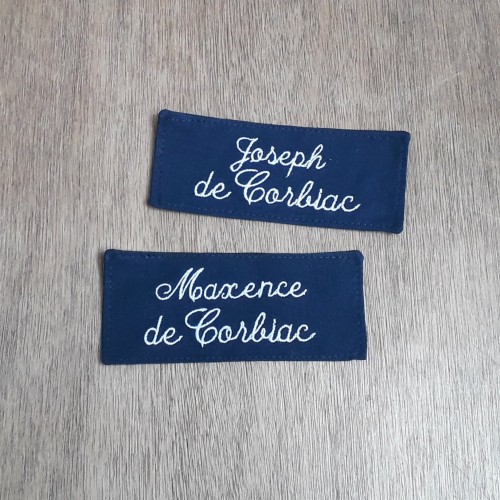 Joseph
de Corbiac
Maxence
de Corbiac